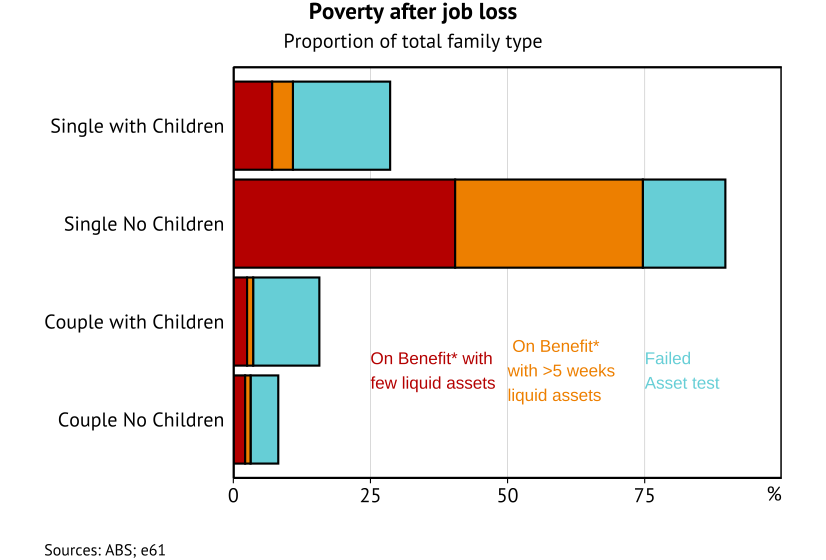 Poverty after job loss
Proportion of total family type
Single with Children
Single No Children
Couple with Children
Couple No Children
On Benefit* with
few liquid assets
On Benefit*
with >5 weeks
liquid assets
Failed
Asset test
0 25 50 75 %
Sources: ABS; e61